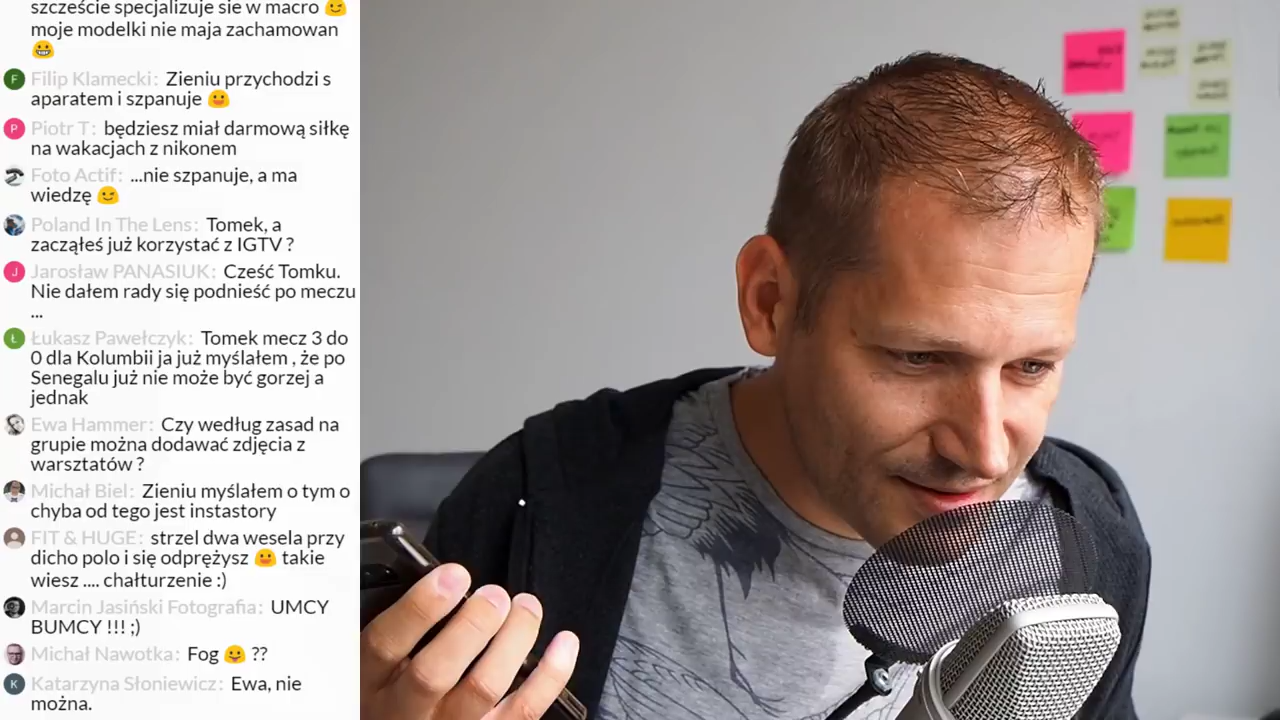 szczeście specjalizuje sie w macro 😉
moje modelki nie maja zachamowan
😀
F Filip Klamecki: Zieniu przychodzi s
aparatem i szpanuje 😃
P Piotr T: będziesz miał darmową siłkę
na wakacjach z nikonem
Foto Actif: ...nie szpanuje, a ma
wiedzę 😉
Poland In The Lens: Tomek, a
zacząłeś już korzystać z IGTV ?
J Jarosław PANASIUK: Cześć Tomku.
Nie dałem rady się podnieść po meczu
...
Ł Łukasz Pawełczyk: Tomek mecz 3 do
0 dla Kolumbii ja już myślałem , że po
Senegalu już nie może być gorzej a
jednak
Ewa Hammer: Czy według zasad na
grupie można dodawać zdjęcia z
warsztatów ?
Michał Biel: Zieniu myślałem o tym o
chyba od tego jest instastory
FIT & HUGE: strzel dwa wesela przy
dicho polo i się odprężysz 😃 takie
wiesz .... chałturzenie :)
Marcin Jasiński Fotografia: UMCY
BUMCY !!! ;)
Michał Nawotka: Fog 😛 ??
K Katarzyna Słoniewicz: Ewa, nie
można.